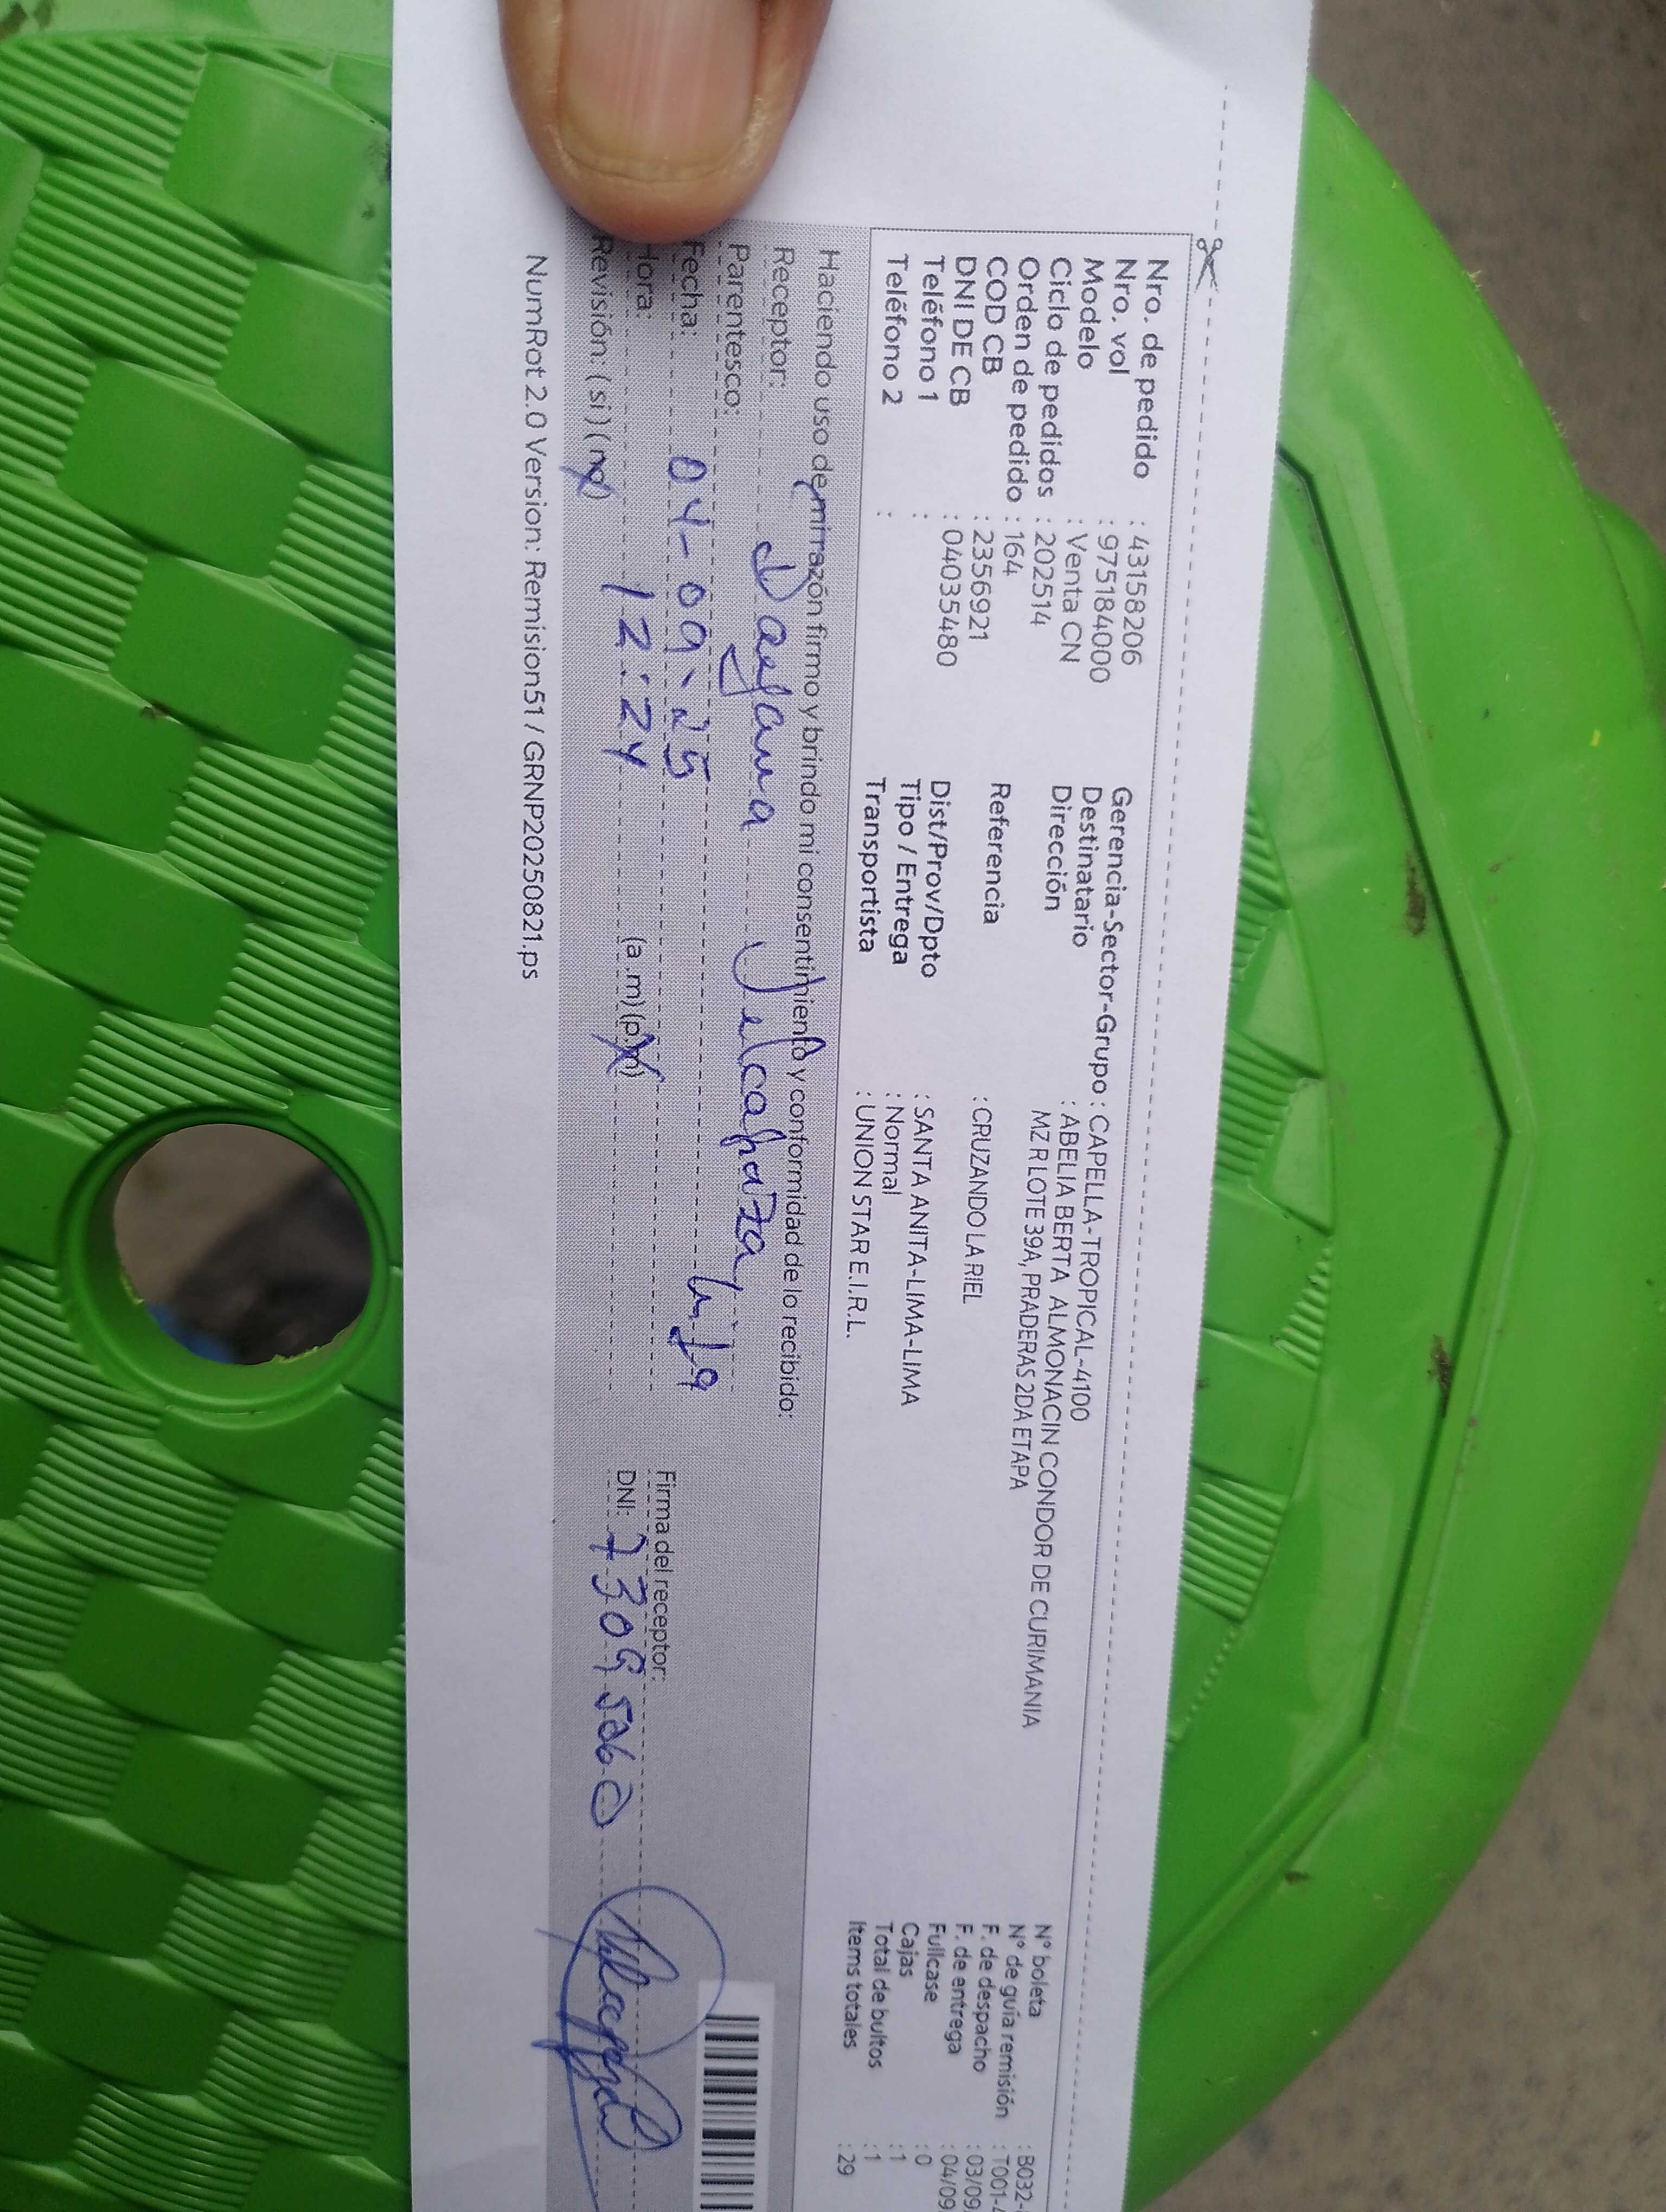 Nro. de pedido : 43158206
Nro. vol : 975184000
Modelo : Venta CN
Ciclo de pedidos : 202514
Orden de pedido : 164
COD CB : 2356921
DNI DE CB : 04035480
Teléfono 1 :
Teléfono 2 :
Gerencia-Sector-Grupo : CAPELLA-TROPICAL-4100
Destinatario : ABELIA BERTA ALMONACIN CONDOR DE CURIMANIA
Dirección MZ R LOTE 39A, PRADERAS 2DA ETAPA
Referencia : CRUZANDO LA RIEL
Dist/Prov/Dpto : SANTA ANITA-LIMA-LIMA
Tipo / Entrega : Normal
Transportista : UNION STAR E.I.R.L.
N° boleta : B032-
N° de guía remisión : T001-
F. de despacho : 03/09/
F. de entrega : 04/09
Fullcase : 0
Cajas : 1
Total de bultos : 1
Items totales : 29
Haciendo uso de mi razón firmo y brindo mi consentimiento y conformidad de lo recibido:
Receptor: Dayana
Parentesco:
Fecha: 04-09-25
Hora: 12:24 (a.m) (p.m)
Revisión: (si) (no)
Firma del receptor:
DNI: 73095060
NumRot 2.0 Version: Remision51 / GRNP20250821.ps